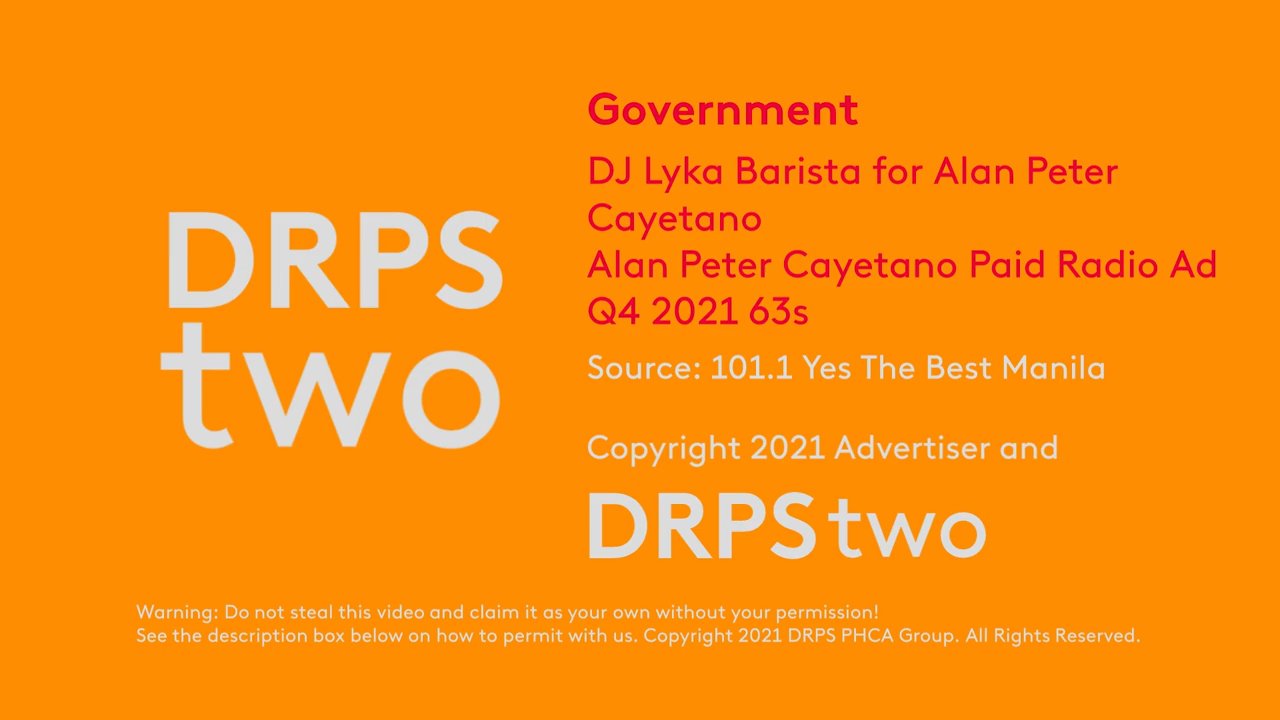 DRPS
two
Government
DJ Lyka Barista for Alan Peter
Cayetano
Alan Peter Cayetano Paid Radio Ad
Q4 2021 63s
Source: 101.1 Yes The Best Manila
Copyright 2021 Advertiser and
DRPS two
Warning: Do not steal this video and claim it as your own without your permission!
See the description box below on how to permit with us. Copyright 2021 DRPS PHCA Group. All Rights Reserved.